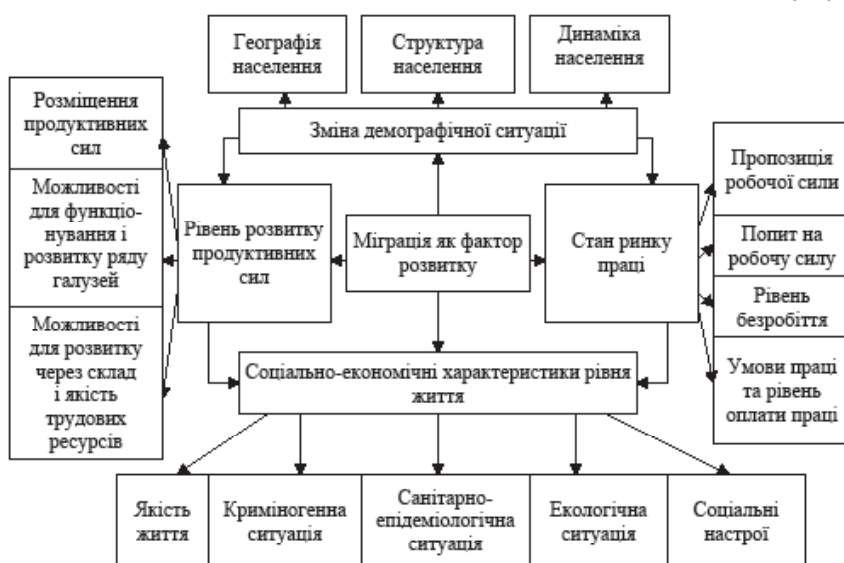 Географія
населення
Структура
населення
Динаміка
населення
Зміна демографічної ситуації
Розміщення
продуктивних
сил
Можливості
для функціо-
нування і
розвитку ряду
галузей
Можливості
для розвитку
через склад
і якість
трудових
ресурсів
Рівень розвитку
продуктивних
сил
Міграція як фактор
розвитку
Стан ринку
праці
Пропозиція
робочої сили
Попит на
робочу силу
Рівень
безробіття
Умови праці
та рівень
оплати праці
Соціально-економічні характеристики рівня
життя
Якість
життя
Криміногенна
ситуація
Санітарно-
епідеміологічна
ситуація
Екологічна
ситуація
Соціальні
настрої